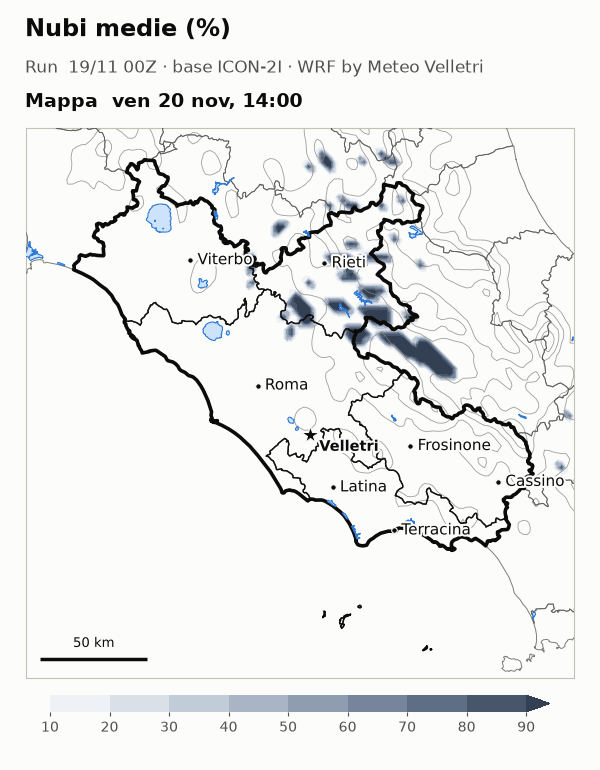 Nubi medie (%)
Run 19/11 00Z · base ICON-2I · WRF by Meteo Velletri
Mappa ven 20 nov, 14:00
Viterbo
Rieti
Roma
Velletri
Frosinone
Latina
Cassino
Terracina
50 km
10 20 30 40 50 60 70 80 90